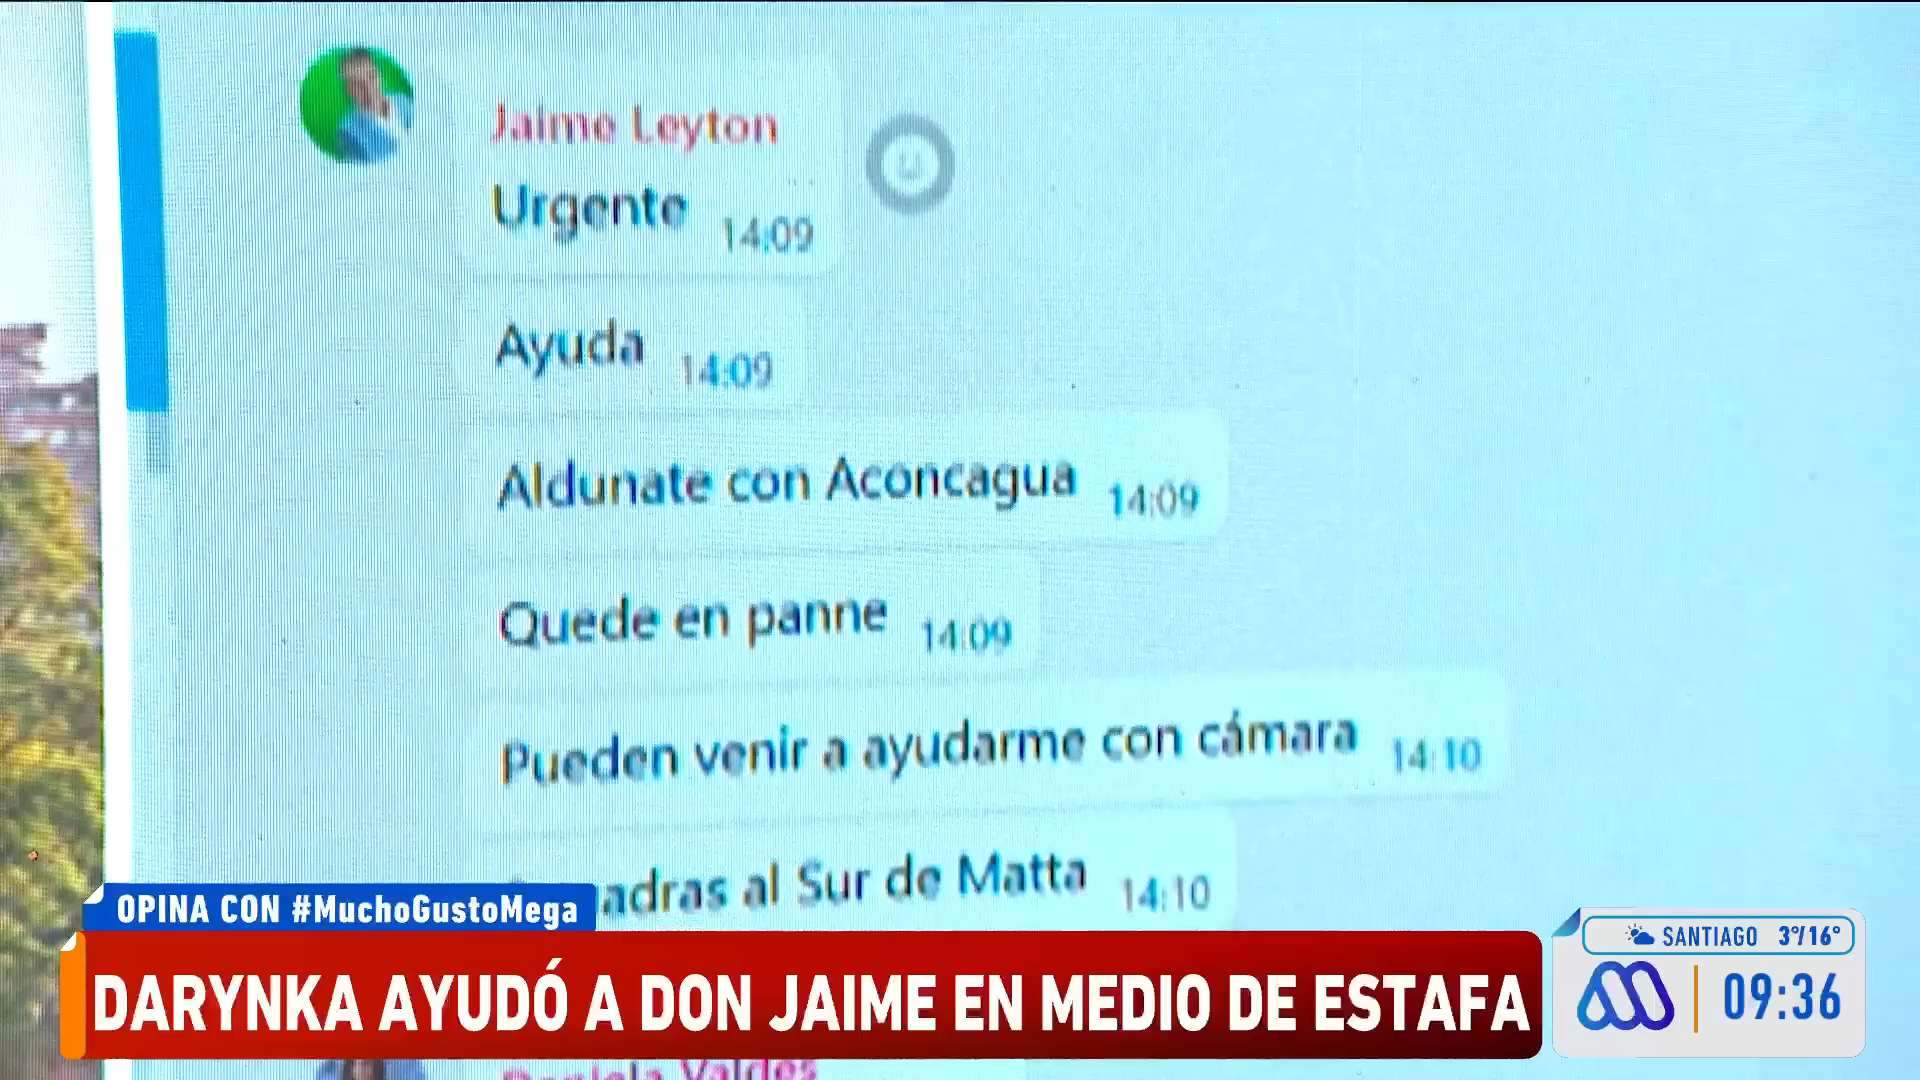 Jaime Leyton
Urgente 14:09
Ayuda 14:09
Aldunate con Aconcagua 14:09
Quede en panne 14:09
Pueden venir a ayudarme con cámara 14:10
al Sur de Matta 14:10
OPINA CON #MuchoGustoMega
DARYNKA AYUDÓ A DON JAIME EN MEDIO DE ESTAFA
SANTIAGO 3°/16°
09:36
Valdes